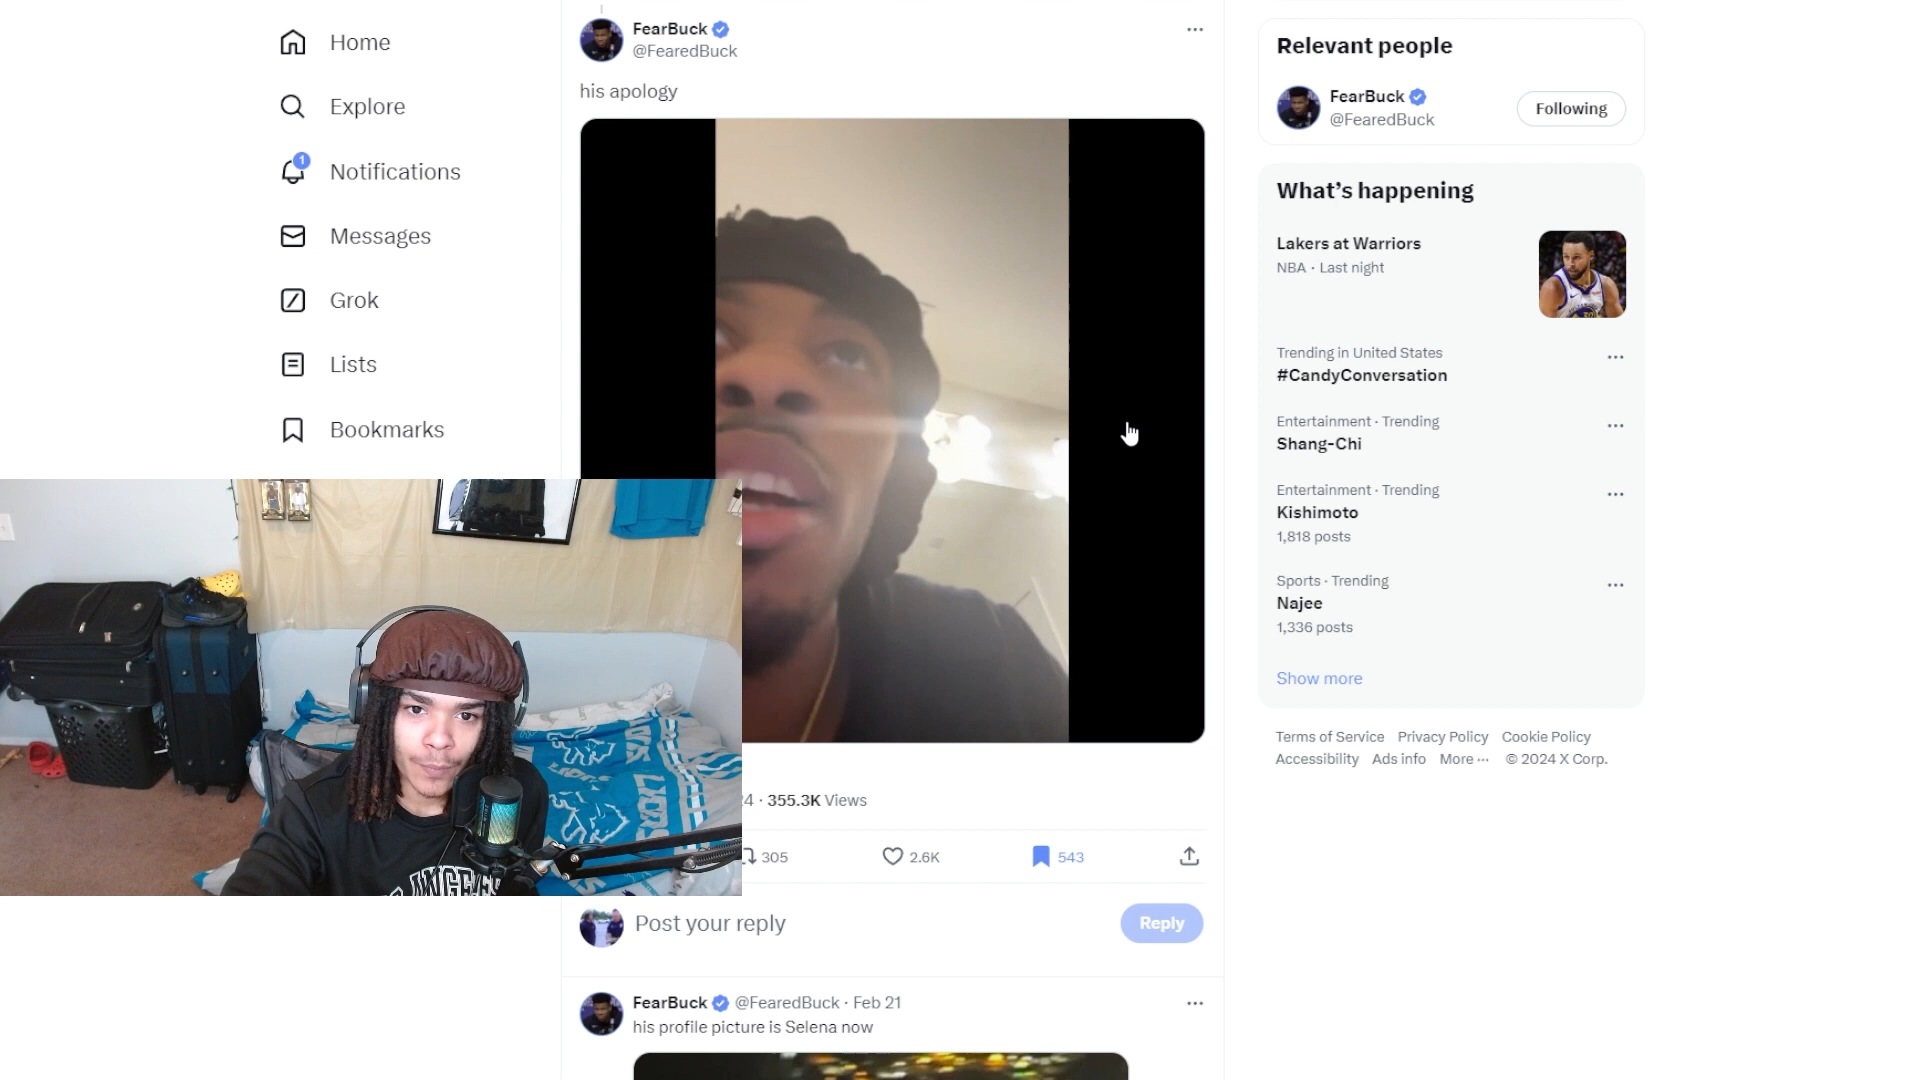 Home
Explore
1
Notifications
Messages
Grok
Lists
Bookmarks
FearBuck
@FearedBuck
his apology
4 · 355.3K Views
305
2.6K
543
Post your reply
Reply
FearBuck @FearedBuck · Feb 21
his profile picture is Selena now
LIONS
Relevant people
FearBuck
@FearedBuck
Following
What’s happening
Lakers at Warriors
NBA · Last night
Trending in United States
#CandyConversation
Entertainment · Trending
Shang-Chi
Entertainment · Trending
Kishimoto
1,818 posts
Sports · Trending
Najee
1,336 posts
Show more
Terms of Service Privacy Policy Cookie Policy
Accessibility Ads info More ··· © 2024 X Corp.